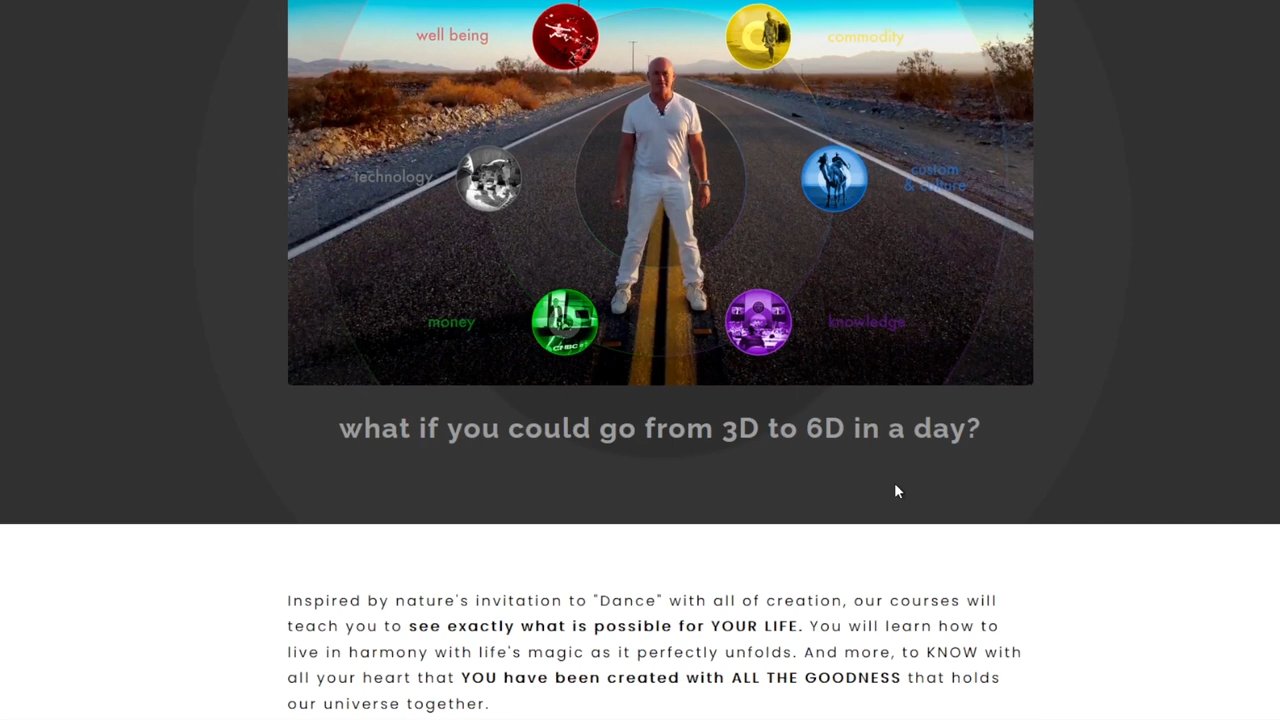 well being
commodity
technology
custom
& culture
money
knowledge
what if you could go from 3D to 6D in a day?
Inspired by nature's invitation to "Dance" with all of creation, our courses will
teach you to see exactly what is possible for YOUR LIFE. You will learn how to
live in harmony with life's magic as it perfectly unfolds. And more, to KNOW with
all your heart that YOU have been created with ALL THE GOODNESS that holds
our universe together.